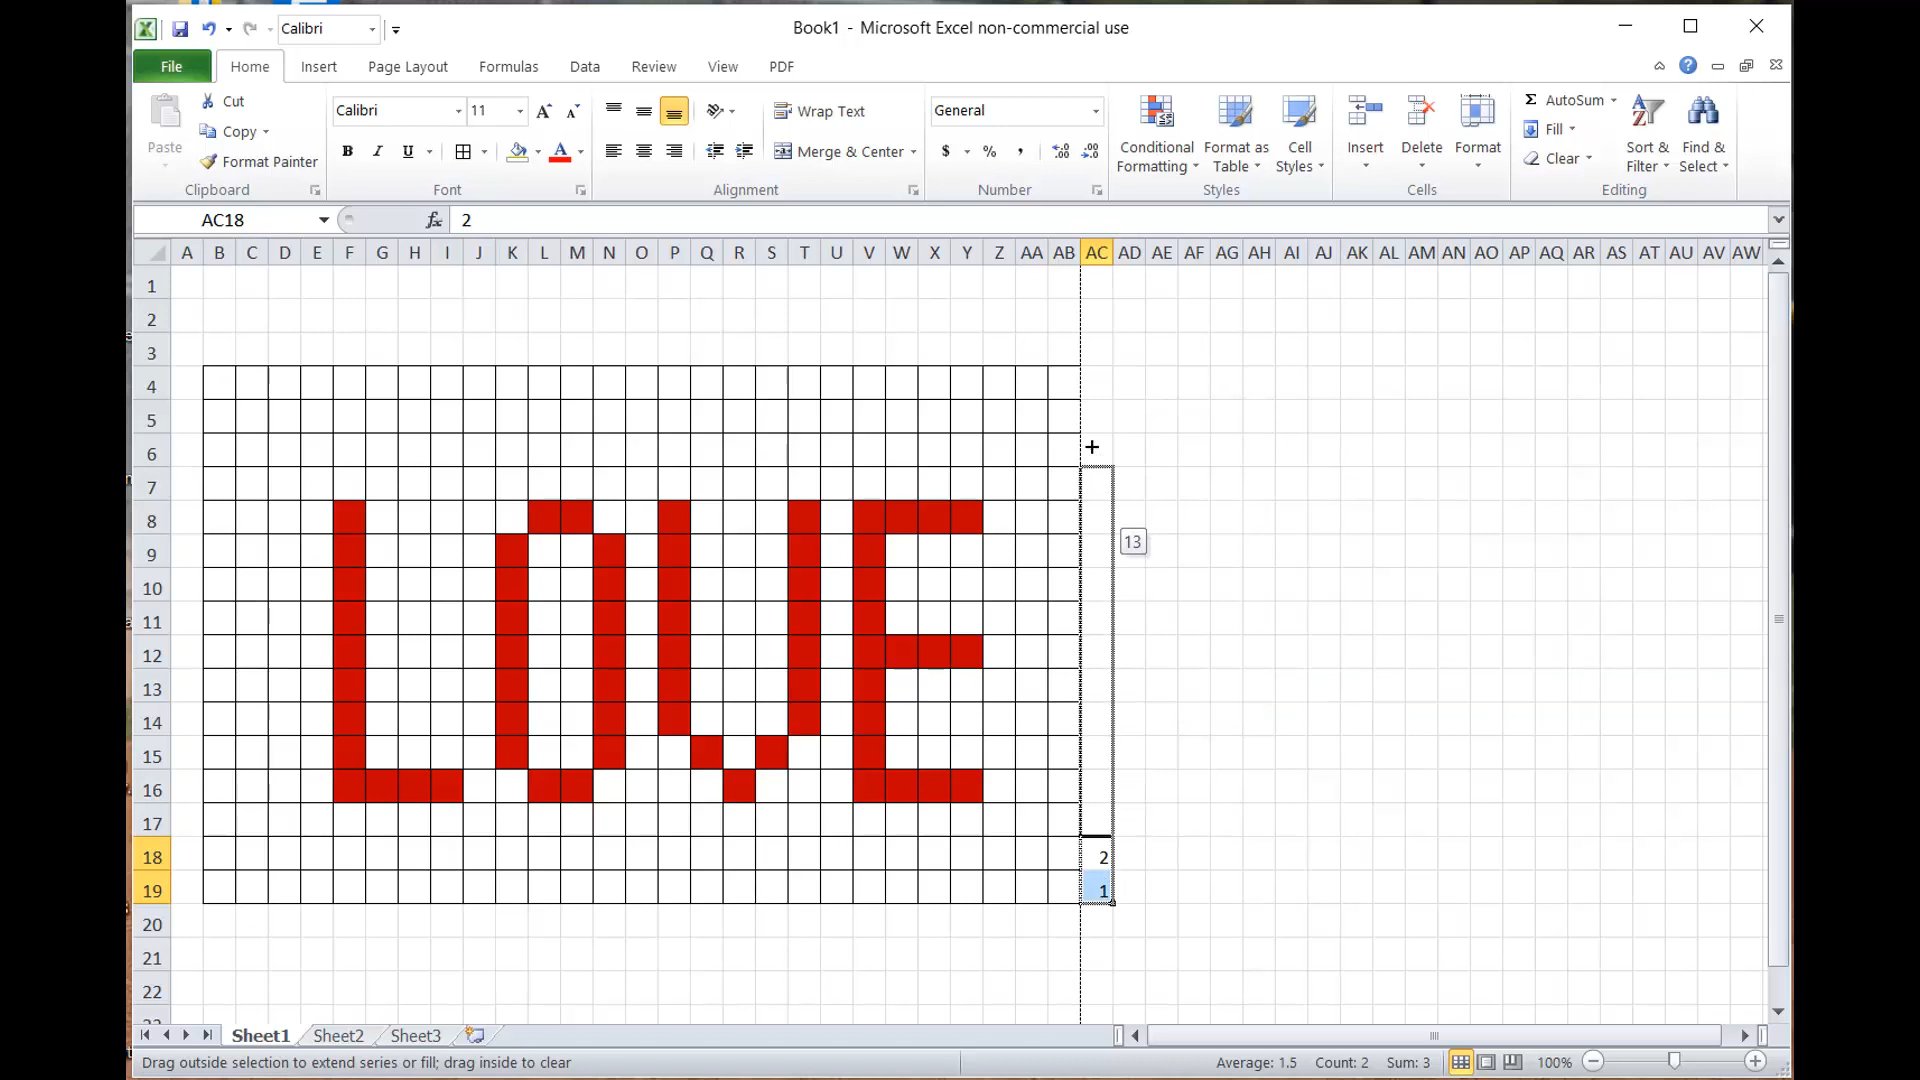 Calibri
Book1 - Microsoft Excel non-commercial use
File Home Insert Page Layout Formulas Data Review View PDF
Paste
Cut
Copy
Format Painter
Clipboard
Calibri 11
B I U A
Font
Wrap Text
Merge & Center
Alignment
General
$ % ,
Number
Conditional Formatting
Format as Table
Cell Styles
Styles
Insert Delete Format
Cells
Σ AutoSum
Fill
Clear
Sort & Filter
Find & Select
Editing
AC18 fx 2
A B C D E F G H I J K L M N O P Q R S T U V W X Y Z AA AB AC AD AE AF AG AH AI AJ AK AL AM AN AO AP AQ AR AS AT AU AV AW
1
2
3
4
5
6
7
8
9
10
11
12
13
14
15
16
17
18
19
20
21
22
LOVE
13
2
1
Sheet1 Sheet2 Sheet3
Drag outside selection to extend series or fill; drag inside to clear
Average: 1.5 Count: 2 Sum: 3 100%